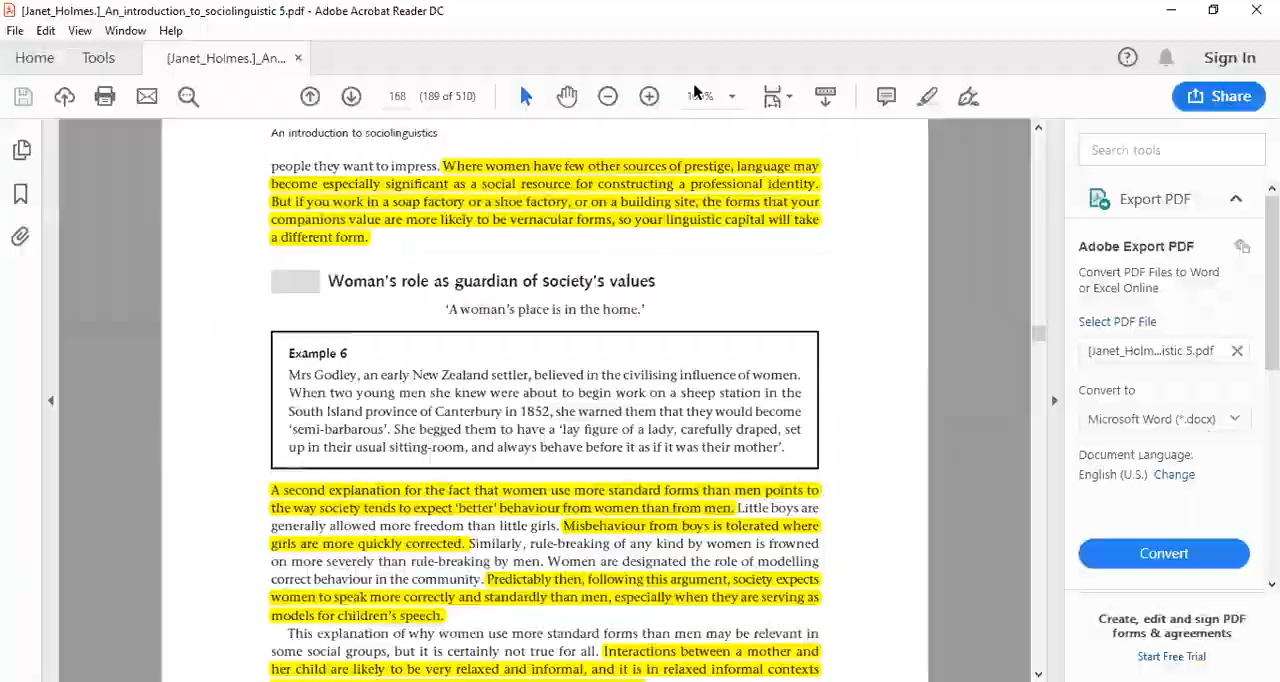 [Janet_Holmes.]_An_introduction_to_sociolinguistic 5.pdf - Adobe Acrobat Reader DC
File Edit View Window Help
Home Tools [Janet_Holmes.]_An... × Sign In
168 (189 of 510) Share
An introduction to sociolinguistics
people they want to impress. Where women have few other sources of prestige, language may
become especially significant as a social resource for constructing a professional identity.
But if you work in a soap factory or a shoe factory, or on a building site, the forms that your
companions value are more likely to be vernacular forms, so your linguistic capital will take
a different form.
Woman's role as guardian of society's values
'A woman's place is in the home.'
Example 6
Mrs Godley, an early New Zealand settler, believed in the civilising influence of women.
When two young men she knew were about to begin work on a sheep station in the
South Island province of Canterbury in 1852, she warned them that they would become
'semi-barbarous'. She begged them to have a 'lay figure of a lady, carefully draped, set
up in their usual sitting-room, and always behave before it as if it was their mother'.
A second explanation for the fact that women use more standard forms than men points to
the way society tends to expect 'better' behaviour from women than from men. Little boys are
generally allowed more freedom than little girls. Misbehaviour from boys is tolerated where
girls are more quickly corrected. Similarly, rule-breaking of any kind by women is frowned
on more severely than rule-breaking by men. Women are designated the role of modelling
correct behaviour in the community. Predictably then, following this argument, society expects
women to speak more correctly and standardly than men, especially when they are serving as
models for children's speech.
This explanation of why women use more standard forms than men may be relevant in
some social groups, but it is certainly not true for all. Interactions between a mother and
her child are likely to be very relaxed and informal, and it is in relaxed informal contexts
Search tools
Export PDF
Adobe Export PDF
Convert PDF Files to Word
or Excel Online
Select PDF File
[Janet_Holm...istic 5.pdf
Convert to
Microsoft Word (*.docx)
Document Language:
English (U.S.) Change
Convert
Create, edit and sign PDF
forms & agreements
Start Free Trial